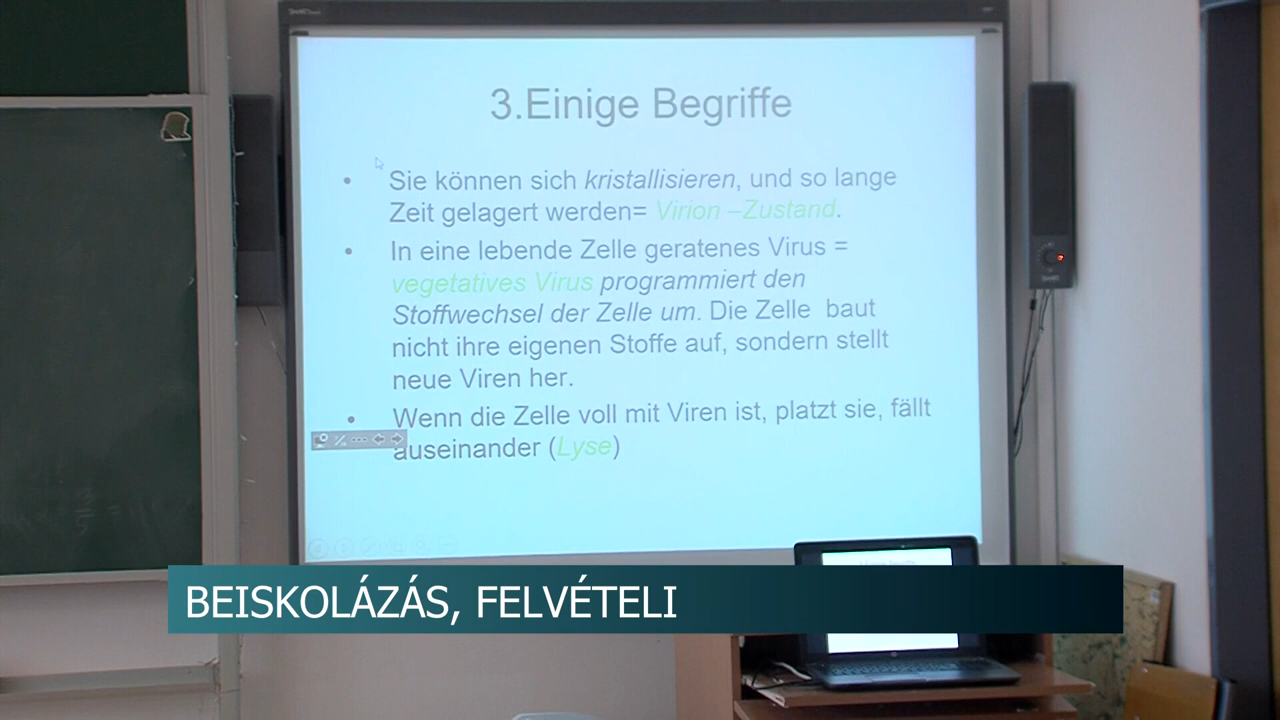 3.Einige Begriffe
• Sie können sich kristallisieren, und so lange
Zeit gelagert werden= Virion –Zustand.
• In eine lebende Zelle geratenes Virus =
vegetatives Virus programmiert den
Stoffwechsel der Zelle um. Die Zelle baut
nicht ihre eigenen Stoffe auf, sondern stellt
neue Viren her.
• Wenn die Zelle voll mit Viren ist, platzt sie, fällt
auseinander (Lyse)
BEISKOLÁZÁS, FELVÉTELI